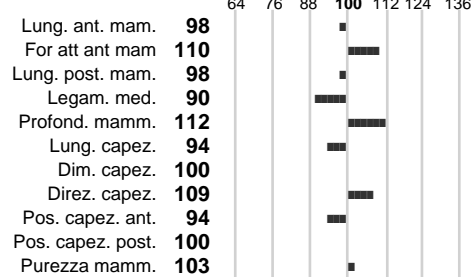 64 76 88 100 112 124 136
Lung. ant. mam. 98
For att ant mam 110
Lung. post. mam. 98
Legam. med. 90
Profond. mamm. 112
Lung. capez. 94
Dim. capez. 100
Direz. capez. 109
Pos. capez. ant. 94
Pos. capez. post. 100
Purezza mamm. 103